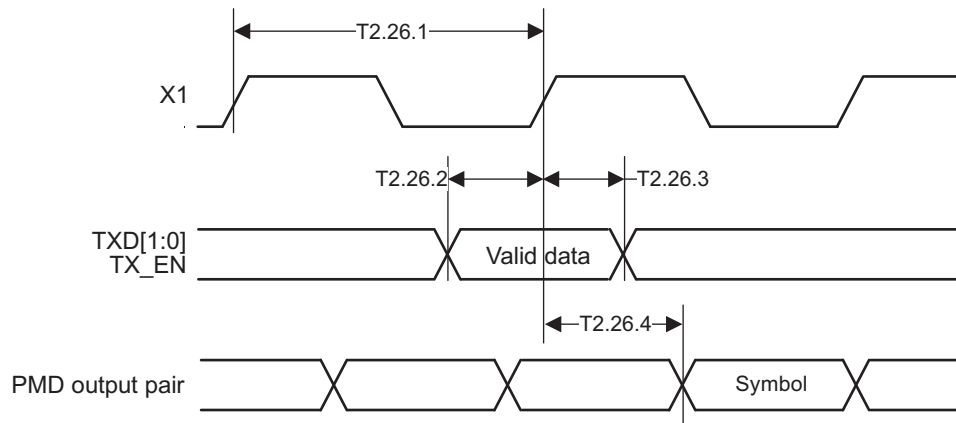 T2.26.1
X1
T2.26.2
T2.26.3
TXD[1:0]
TX_EN
Valid data
T2.26.4
PMD output pair
Symbol